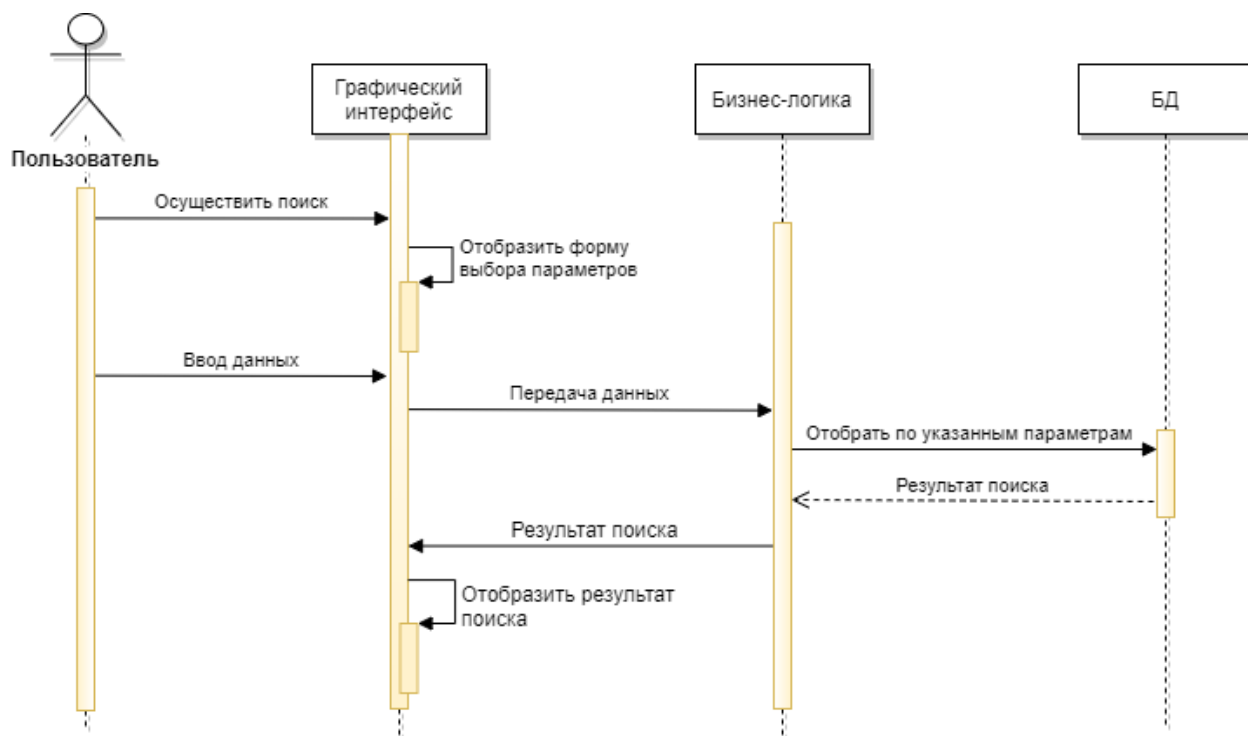 Графический
интерфейс
Бизнес-логика
БД
Пользователь
Осуществить поиск
Отобразить форму
выбора параметров
Ввод данных
Передача данных
Отобрать по указанным параметрам
Результат поиска
Результат поиска
Отобразить результат
поиска